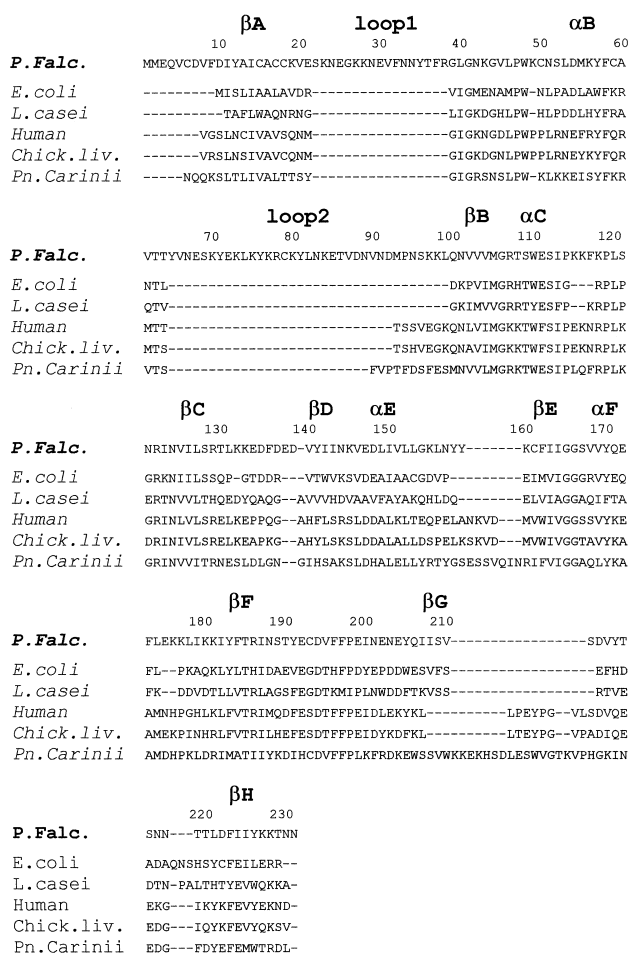 βA loop1 αB
10 20 30 40 50 60
P.Falc. MMEQVCDVFDIYAICACCKVESKNEGKKNEVFNNYTFRGLGNKGVLPWKCNSLDMKYFCA
E.coli ---------MISLIAALAVDR-----------------VIGMENAMPW-NLPADLAWFKR
L.casei ----------TAFLWAQNRNG-----------------LIGKDGHLPW-HLPDDLHYFRA
Human -------VGSLNCIVAVSQNM-----------------GIGKNGDLPWPPLRNEFRYFQR
Chick.liv. -------VRSLNSIVAVCQNM-----------------GIGKDGNLPWPPLRNEYKYFQR
Pn.Carinii -----NQQKSLTLIVALTTSY-----------------GIGRSNSLPW-KLKKEISYFKR
loop2 βB αC
70 80 90 100 110 120
P.Falc. VTTYVNESKYEKLKYKRCKYLNKETVDNVNDMPNSKKLQNVVVMGRTSWESIPKKFKPLS
E.coli NTL-----------------------------------DKPVIMGRHTWESIG---RPLP
L.casei QTV-----------------------------------GKIMVVGRRTYESFP--KRPLP
Human MTT----------------------------TSSVEGKQNLVIMGKKTWFSIPEKNRPLK
Chick.liv. MTS----------------------------TSHVEGKQNAVIMGKKTWFSIPEKNRPLK
Pn.Carinii VTS-------------------------FVPTFDSFESMNVVLMGRKTWESIPLQFRPLK
βC βD αE βE αF
130 140 150 160 170
P.Falc. NRINVILSRTLKKEDFDED-VYIINKVEDLIVLLGKLNYY-------KCFIIGGSVVYQE
E.coli GRKNIILSSQP-GTDDR--VTWVKSVDEAIAACGDVP----------EIMVIGGGRVYEQ
L.casei ERTNVVLTHQEDYQAQG--AVVVHDVAAVFAYAKQHLDQ--------ELVIAGGAQIFTA
Human GRINLVLSRELKEPPQG--AHFLSRSLDDALKLTEQPELANKVD---MVWIVGGSSVYKE
Chick.liv. DRINIVLSRELKEAPKG--AHYLSKSLDDALALLDSPELKSKVD---MVWIVGGTAVYKA
Pn.Carinii GRINVVITRNESLDLGN--GIHSAKSLDHALELLYRTYGSESSVQINRIFVIGGAQLYKA
βF βG
180 190 200 210
P.Falc. FLEKKLIKKIYFTRINSTYECDVFFPEINENEYQIISV-----------------SDVYT
E.coli FL--PKAQKLYLTHIDAEVEGDTHFPDYEPDDWESVFS------------------EFHD
L.casei FK--DDVDTLLVTRLAGSFEGDTKMIPLNWDDFTKVSS------------------RTVE
Human AMNHPGHLKLFVTRIMQDFESDTFFPEIDLEKYKL----------LPEYPG--VLSDVQE
Chick.liv. AMEKPINHRLFVTRILHEFESDTFFPEIDYKDFKL----------LTEYPG--VPADIQE
Pn.Carinii AMDHPKLDRIMATIIYKDIHCDVFFPLKFRDKEWSSVWKKEKHSDLESWVGTKVPHGKIN
βH
220 230
P.Falc. SNN---TTLDFIIYKKTNN
E.coli ADAQNSHSYCFEILERR--
L.casei DTN-PALTHTYEVWQKKA-
Human EKG---IKYKFEVYEKND-
Chick.liv. EDG---IQYKFEVYQKSV-
Pn.Carinii EDG---FDYEFEMWTRDL-